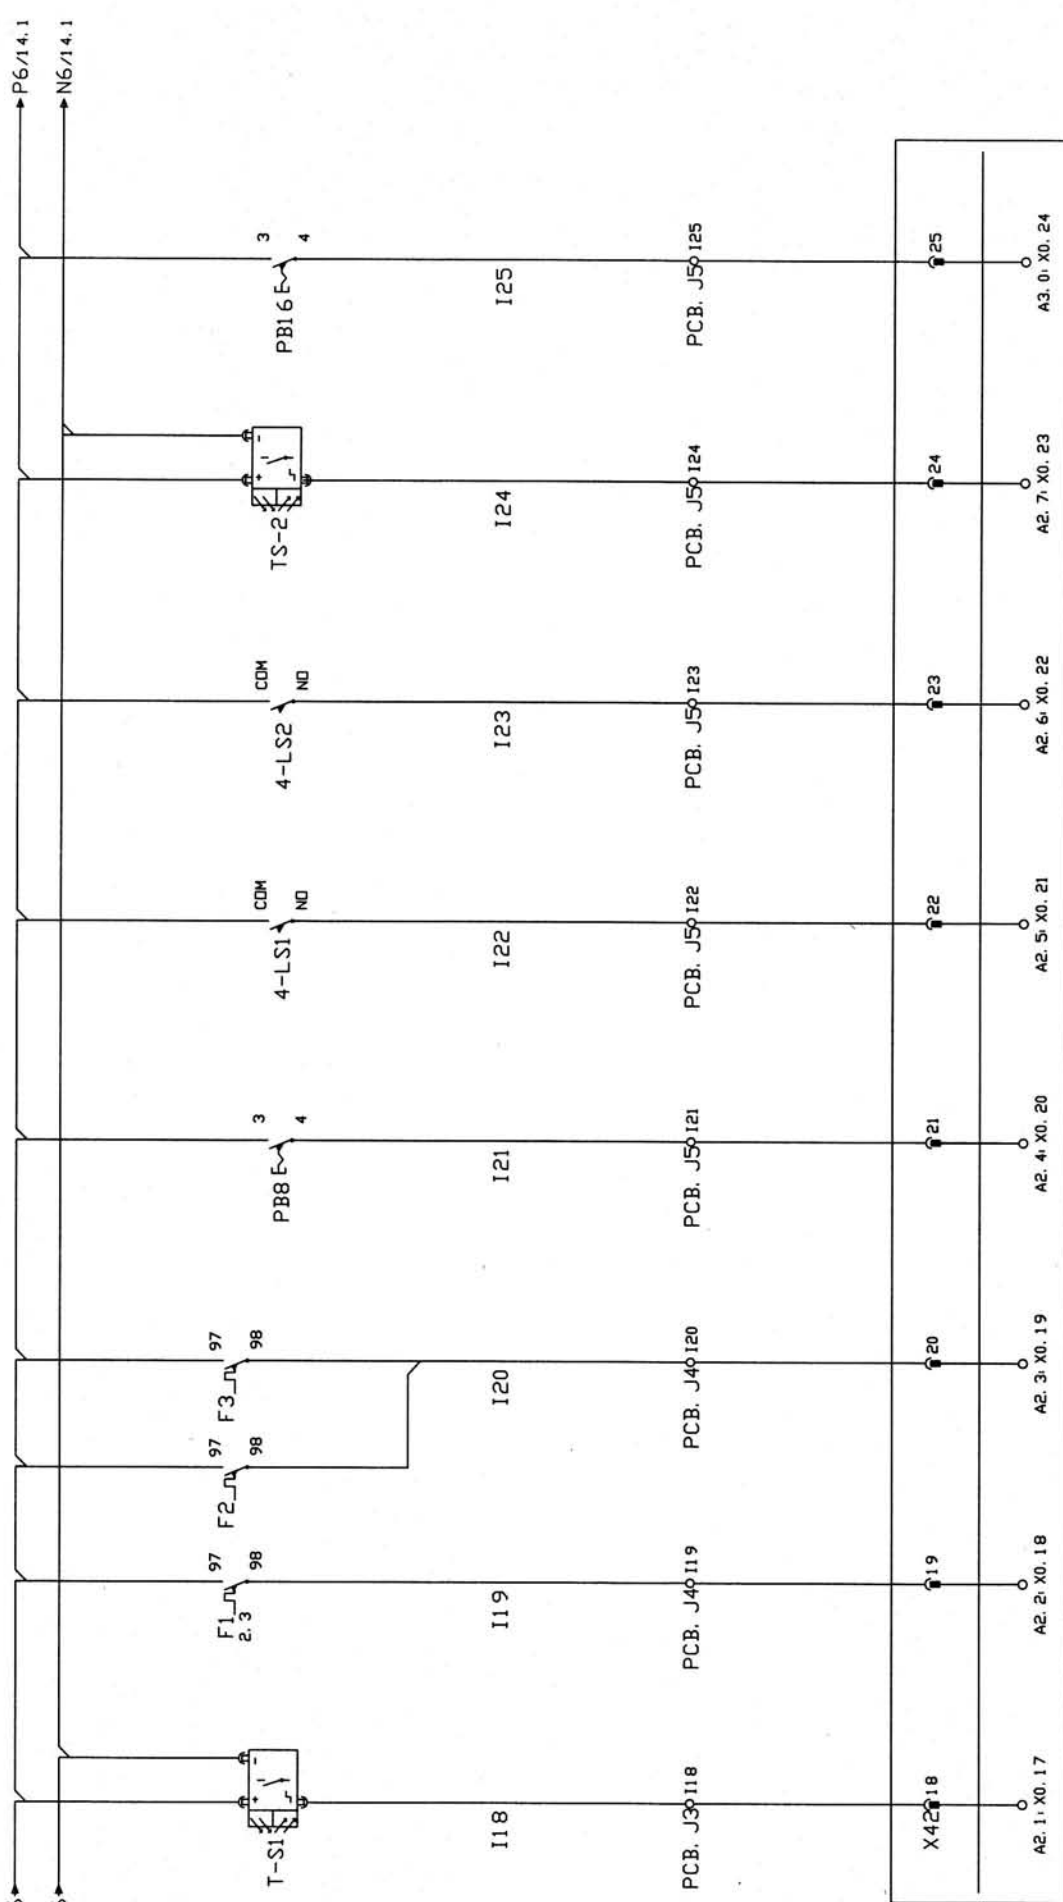 P6/14.1
N6/14.1
T-S1
+
-
I18
PCB. J3 I18
X42 18
A2. 1: X0. 17
F1
2. 3
97
98
I19
PCB. J4 I19
19
A2. 2: X0. 18
F2
97
98
F3
97
98
I20
PCB. J4 I20
20
A2. 3: X0. 19
PB8
3
4
I21
PCB. J5 I21
21
A2. 4: X0. 20
4-LS1
COM
NO
I22
PCB. J5 I22
22
A2. 5: X0. 21
4-LS2
COM
NO
I23
PCB. J5 I23
23
A2. 6: X0. 22
TS-2
+
-
I24
PCB. J5 I24
24
A2. 7: X0. 23
PB16
3
4
I25
PCB. J5 I25
25
A3. 0: X0. 24